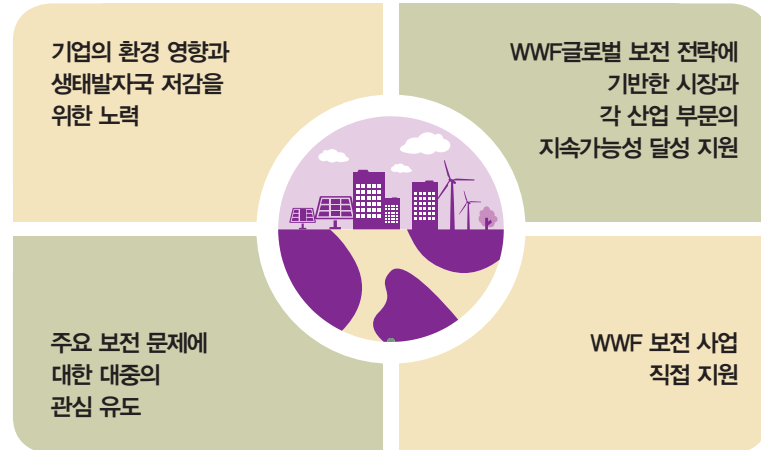 기업의 환경 영향과
생태발자국 저감을
위한 노력
WWF글로벌 보전 전략에
기반한 시장과
각 산업 부문의
지속가능성 달성 지원
주요 보전 문제에
대한 대중의
관심 유도
WWF 보전 사업
직접 지원